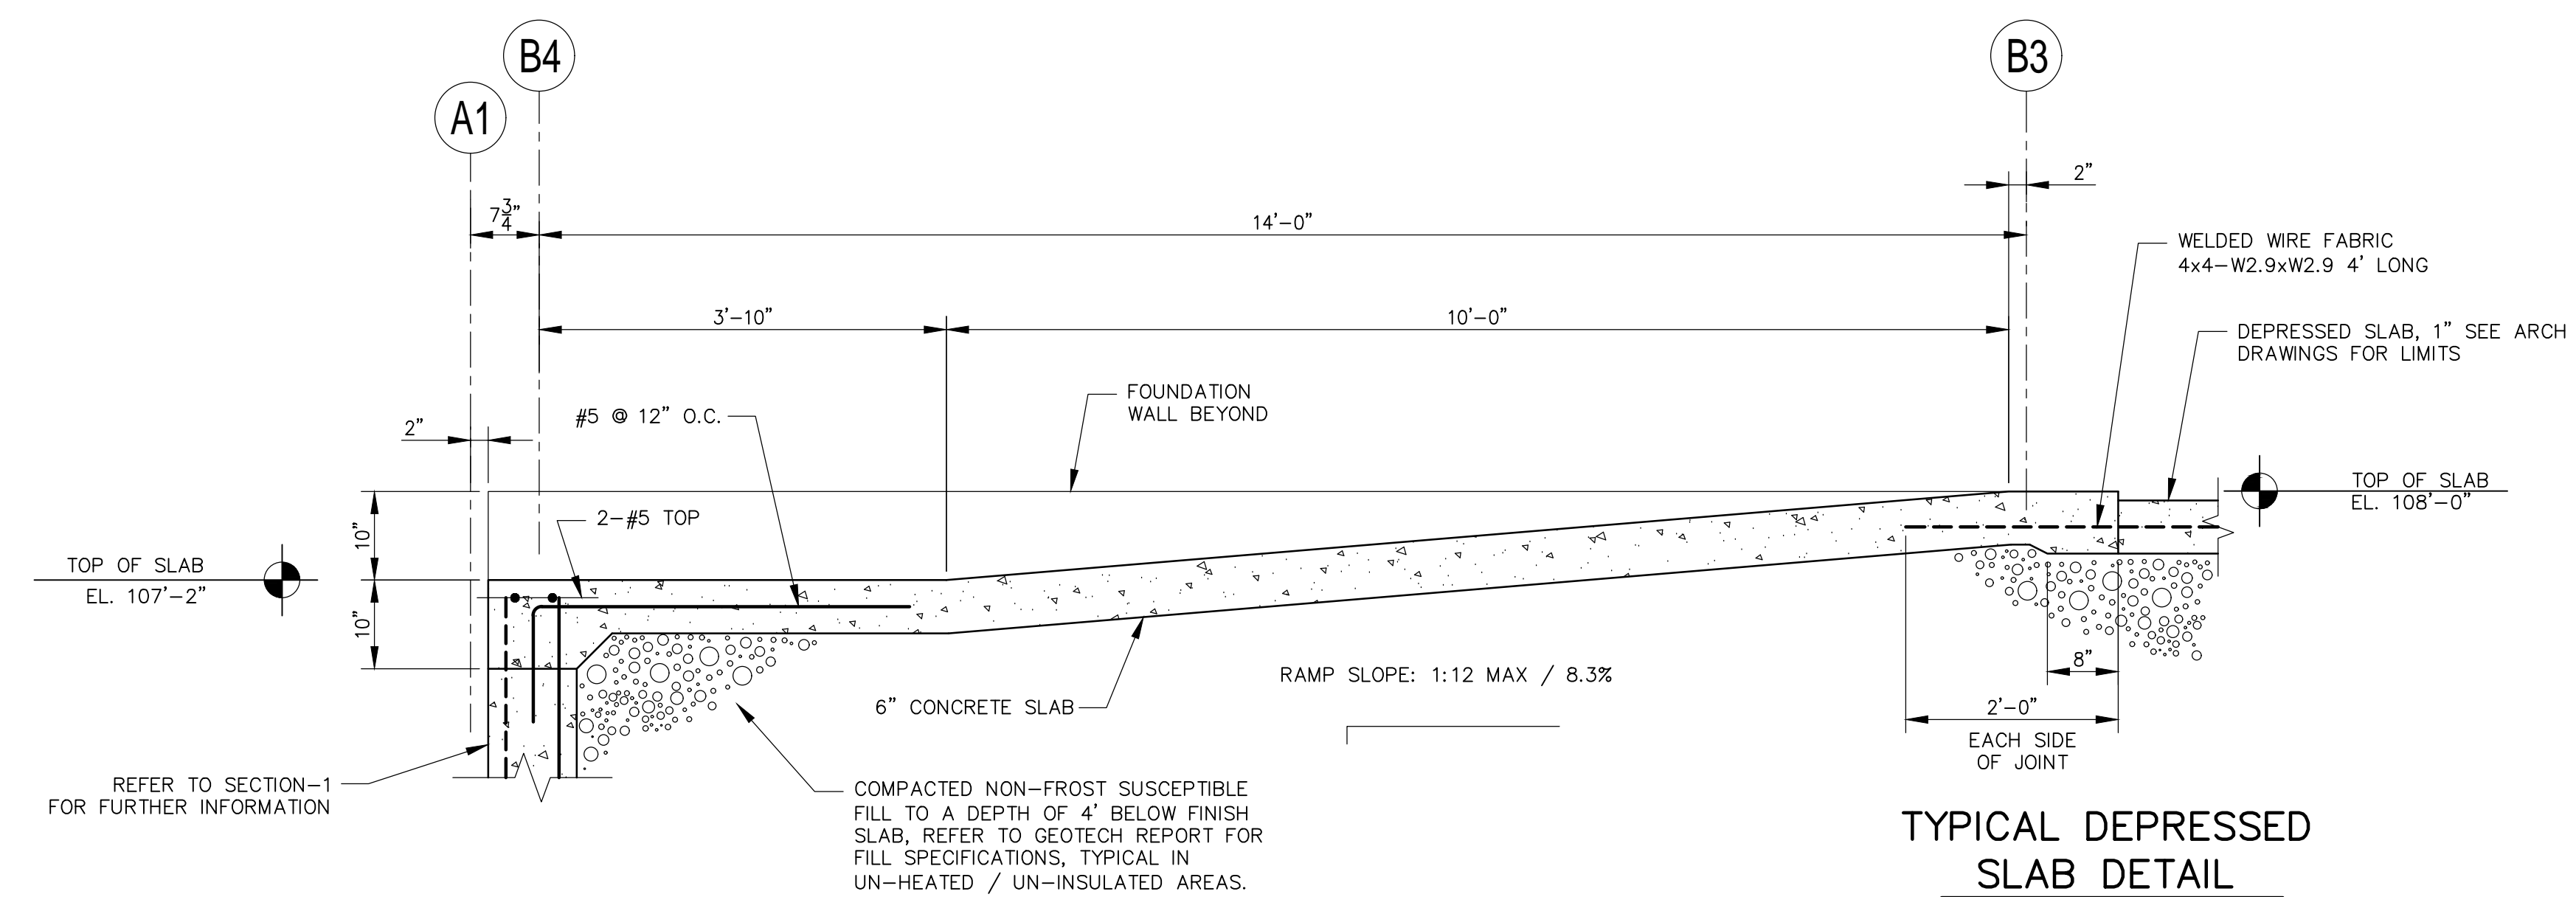 B4
B3
A1
2”
7 3/4”
14’-0”
WELDED WIRE FABRIC
4x4-W2.9xW2.9 4’ LONG
3’-10”
10’-0”
DEPRESSED SLAB, 1” SEE ARCH
DRAWINGS FOR LIMITS
FOUNDATION
WALL BEYOND
#5 @ 12” O.C.
2”
TOP OF SLAB
EL. 108’-0”
2-#5 TOP
10”
TOP OF SLAB
EL. 107’-2”
10”
8”
RAMP SLOPE: 1:12 MAX / 8.3%
6” CONCRETE SLAB
2’-0”
EACH SIDE
OF JOINT
REFER TO SECTION-1
FOR FURTHER INFORMATION
COMPACTED NON-FROST SUSCEPTIBLE
FILL TO A DEPTH OF 4’ BELOW FINISH
SLAB, REFER TO GEOTECH REPORT FOR
FILL SPECIFICATIONS, TYPICAL IN
UN-HEATED / UN-INSULATED AREAS.
TYPICAL DEPRESSED
SLAB DETAIL